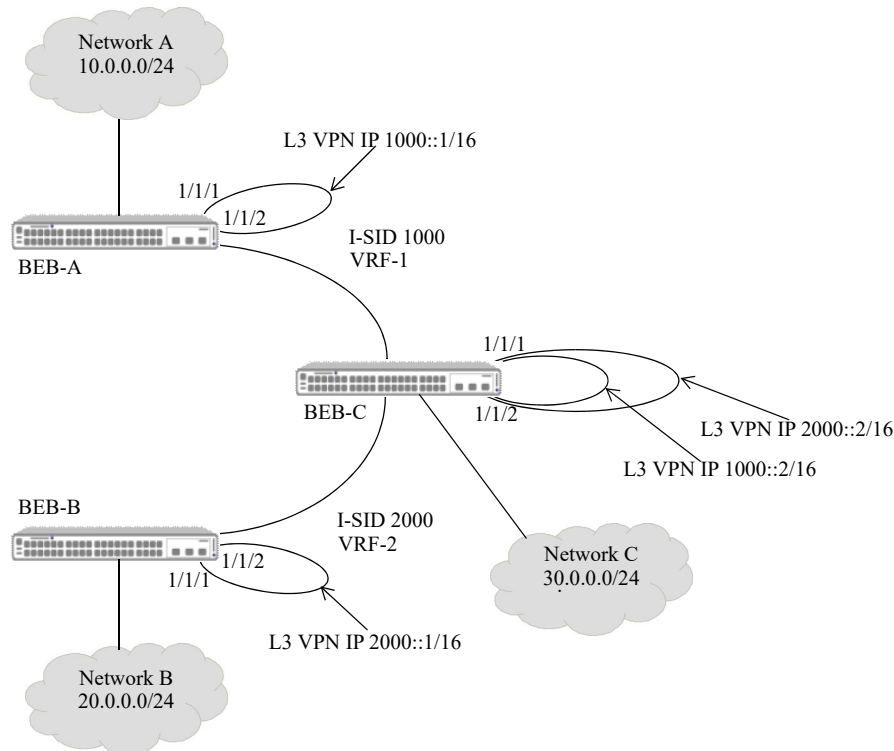 Network A
10.0.0.0/24
L3 VPN IP 1000::1/16
1/1/1
1/1/2
BEB-A
I-SID 1000
VRF-1
1/1/1
BEB-C
1/1/2
L3 VPN IP 2000::2/16
L3 VPN IP 1000::2/16
BEB-B
I-SID 2000
VRF-2
1/1/2
1/1/1
Network C
30.0.0.0/24
L3 VPN IP 2000::1/16
Network B
20.0.0.0/24